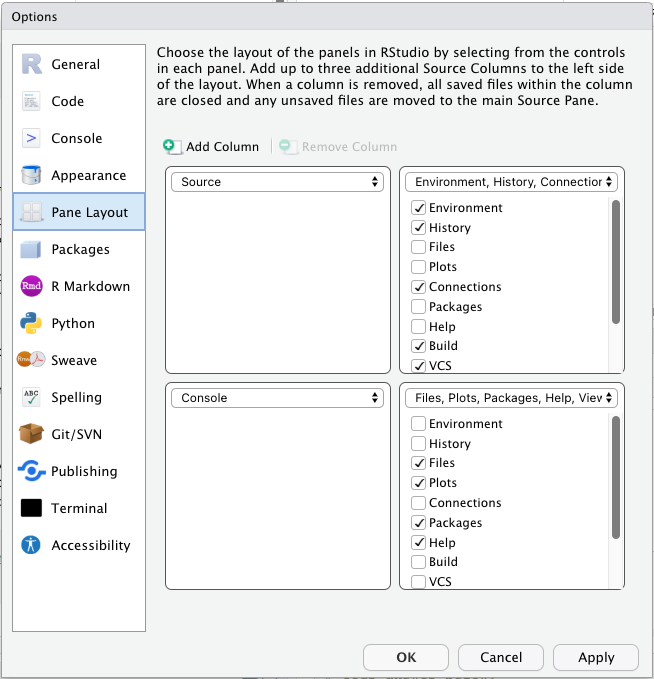 Options
General
Code
Console
Appearance
Pane Layout
Packages
Rmd R Markdown
Python
Sweave
ABC Spelling
Git/SVN
Publishing
Terminal
Accessibility
Choose the layout of the panels in RStudio by selecting from the controls
in each panel. Add up to three additional Source Columns to the left side
of the layout. When a column is removed, all saved files within the column
are closed and any unsaved files are moved to the main Source Pane.
Add Column
Remove Column
Source
Environment, History, Connection
Environment
History
Files
Plots
Connections
Packages
Help
Build
VCS
Console
Files, Plots, Packages, Help, View
Environment
History
Files
Plots
Connections
Packages
Help
Build
VCS
OK
Cancel
Apply